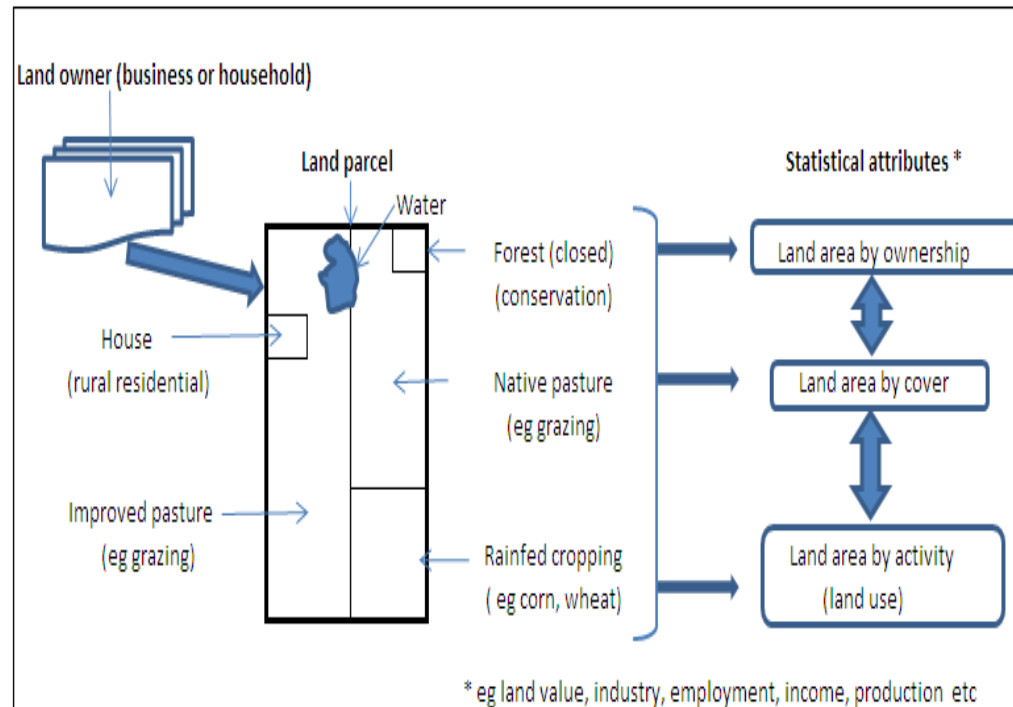 Land owner (business or household)
Land parcel
Water
Statistical attributes *
Forest (closed)
(conservation)
Land area by ownership
House
(rural residential)
Native pasture
(eg grazing)
Land area by cover
Improved pasture
(eg grazing)
Rainfed cropping
( eg corn, wheat)
Land area by activity
(land use)
* eg land value, industry, employment, income, production etc